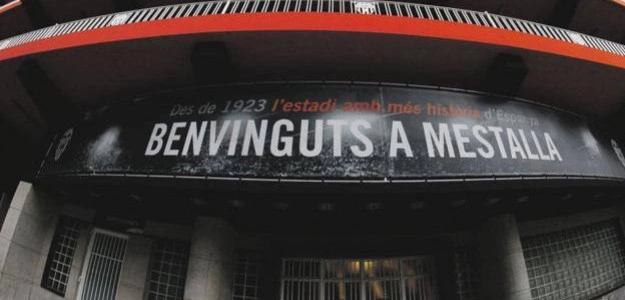 Des de 1923 l'estadi amb més història d'Espanya
BENVINGUTS A MESTALLA